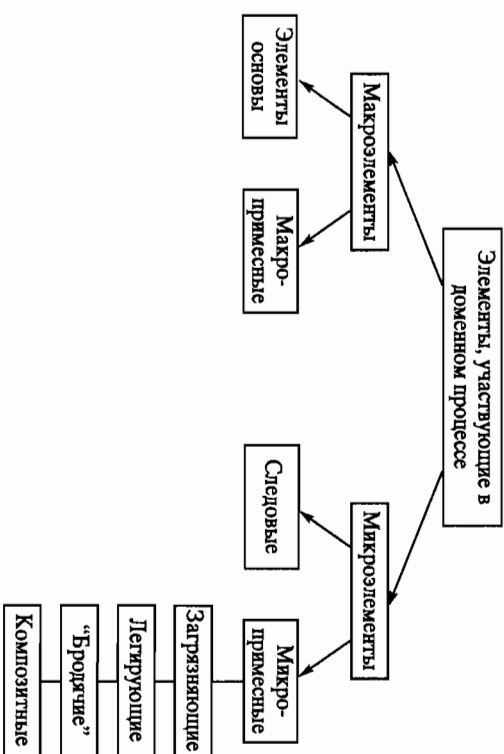 Элементы, участвующие в
доменном процессе
Макроэлементы
Микроэлементы
Элементы
основы
Макро-
примесные
Следовые
Микро-
примесные
Загрязняющие
Легирующие
“Бродячие”
Композитные